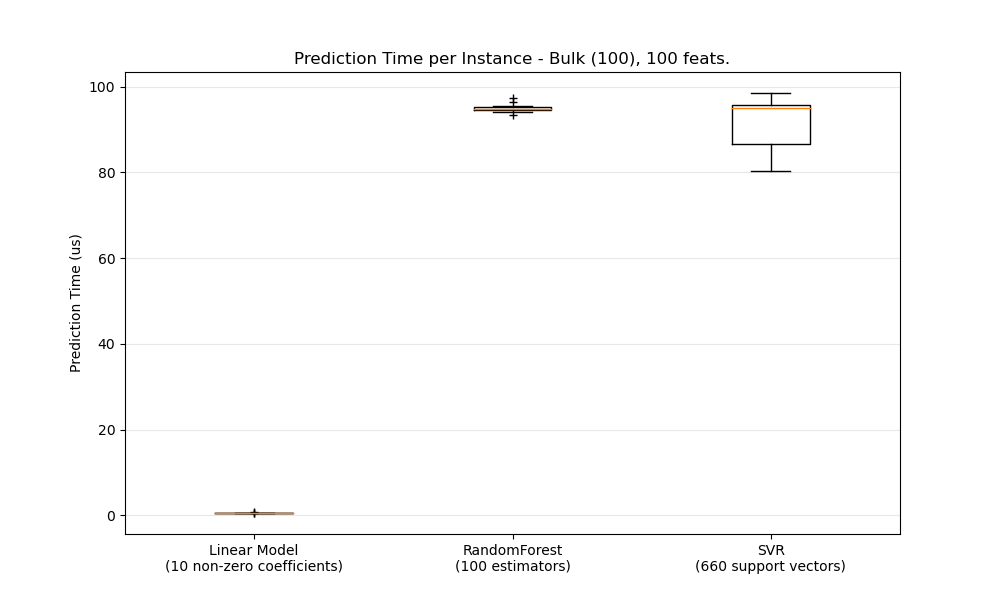 Prediction Time per Instance - Bulk (100), 100 feats.
100
80
60
40
20
0
Prediction Time (us)
Linear Model
(10 non-zero coefficients)
RandomForest
(100 estimators)
SVR
(660 support vectors)